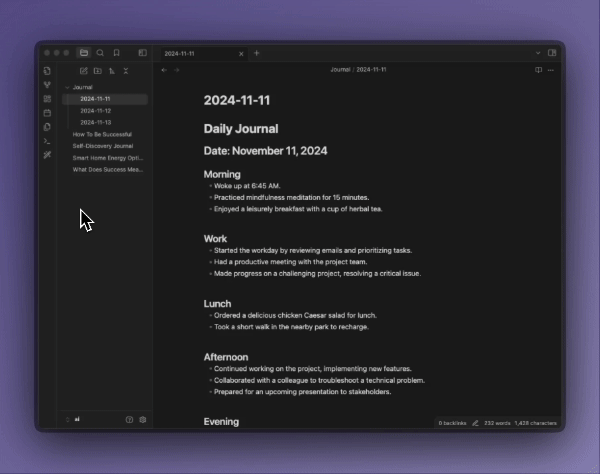 2024-11-11
Journal / 2024-11-11
Journal
2024-11-11
2024-11-12
2024-11-13
How To Be Successful
Self-Discovery Journal
Smart Home Energy Opti...
What Does Success Mea...
2024-11-11
Daily Journal
Date: November 11, 2024
Morning
Woke up at 6:45 AM.
Practiced mindfulness meditation for 15 minutes.
Enjoyed a leisurely breakfast with a cup of herbal tea.
Work
Started the workday by reviewing emails and prioritizing tasks.
Had a productive meeting with the project team.
Made progress on a challenging project, resolving a critical issue.
Lunch
Ordered a delicious chicken Caesar salad for lunch.
Took a short walk in the nearby park to recharge.
Afternoon
Continued working on the project, implementing new features.
Collaborated with a colleague to troubleshoot a technical problem.
Prepared for an upcoming presentation to stakeholders.
Evening
ai
0 backlinks 232 words 1,428 characters